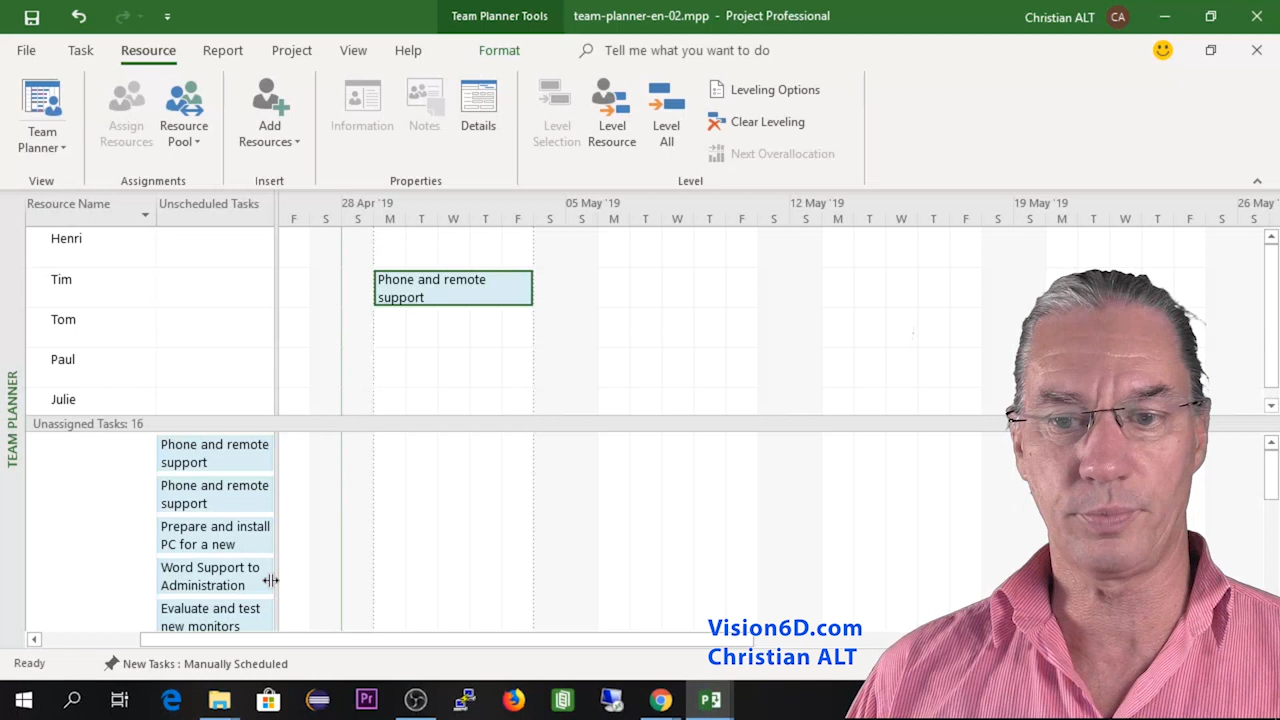 Team Planner Tools
team-planner-en-02.mpp - Project Professional
Christian ALT
CA
File
Task
Resource
Report
Project
View
Help
Format
Tell me what you want to do
Team
Planner
Assign
Resources
Resource
Pool
Add
Resources
Information
Notes
Details
Level
Selection
Level
Resource
Level
All
Leveling Options
Clear Leveling
Next Overallocation
View
Assignments
Insert
Properties
Level
Resource Name
Unscheduled Tasks
28 Apr '19
05 May '19
12 May '19
19 May '19
26 May '
F S S M T W T F S S M T W T F S S M T W T F S S M T W T F S S
Henri
Tim
Phone and remote
support
Tom
Paul
Julie
TEAM PLANNER
Unassigned Tasks: 16
Phone and remote
support
Phone and remote
support
Prepare and install
PC for a new
Word Support to
Administration
Evaluate and test
new monitors
Vision6D.com
Christian ALT
Ready
New Tasks : Manually Scheduled
Pr
P